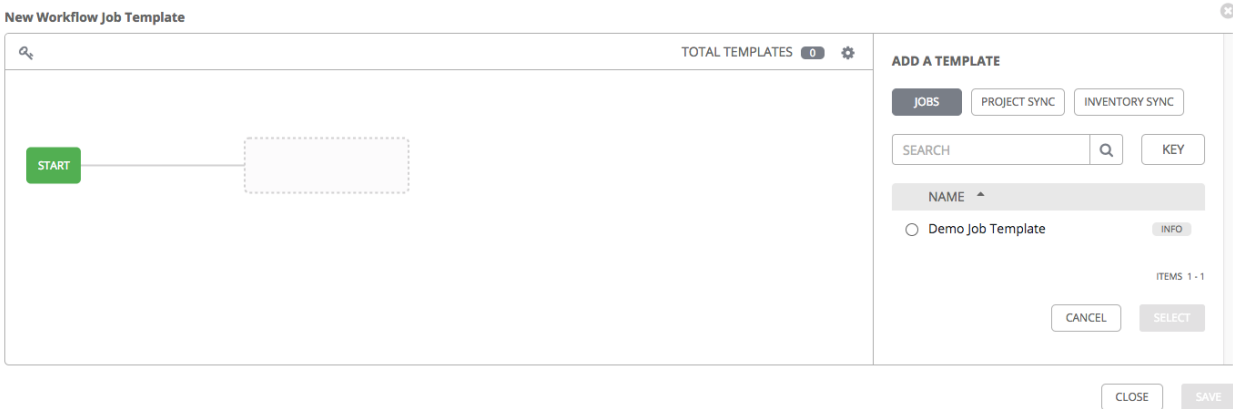 New Workflow Job Template
TOTAL TEMPLATES 0
START
ADD A TEMPLATE
JOBS PROJECT SYNC INVENTORY SYNC
SEARCH KEY
NAME
Demo Job Template INFO
ITEMS 1 - 1
CANCEL SELECT
CLOSE SAVE